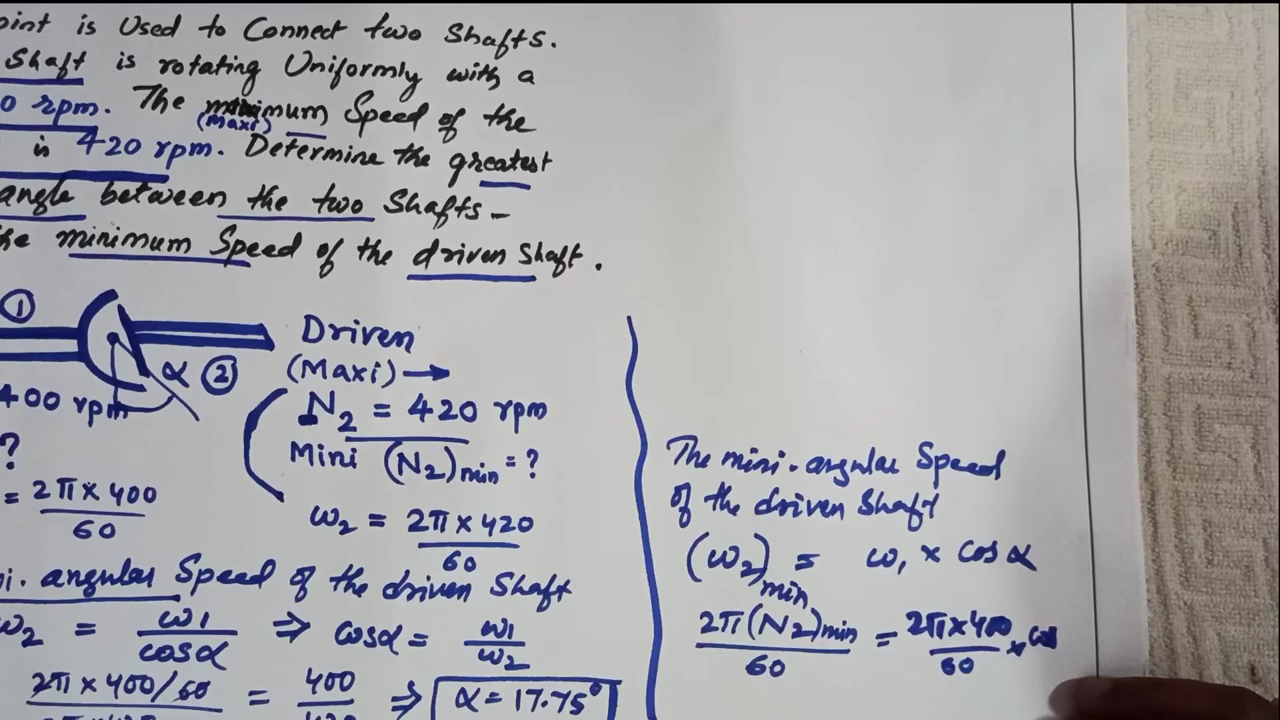 oint is Used to Connect two Shafts.
Shaft is rotating Uniformly with a
0 rpm. The minimum Speed of the
(Maxi)
is 420 rpm. Determine the greatest
angle between the two Shafts-
he minimum Speed of the driven Shaft.
①
Driven
α ②
(Maxi) →
400 rpm
N₂ = 420 rpm
?
Mini (N₂)min = ?
= 2π×400/60
ω₂ = 2π×420/60
ni. angular Speed of the driven Shaft
ω₂ = ω1/cosα ⇒ cosα = ω1/ω2
2π×400/60 = 400 ⇒ α = 17.75°
The mini. angular Speed
of the driven Shaft
(ω₂)min = ω₁ × cosα
2π(N₂)min/60 = 2π×400/60 × cos